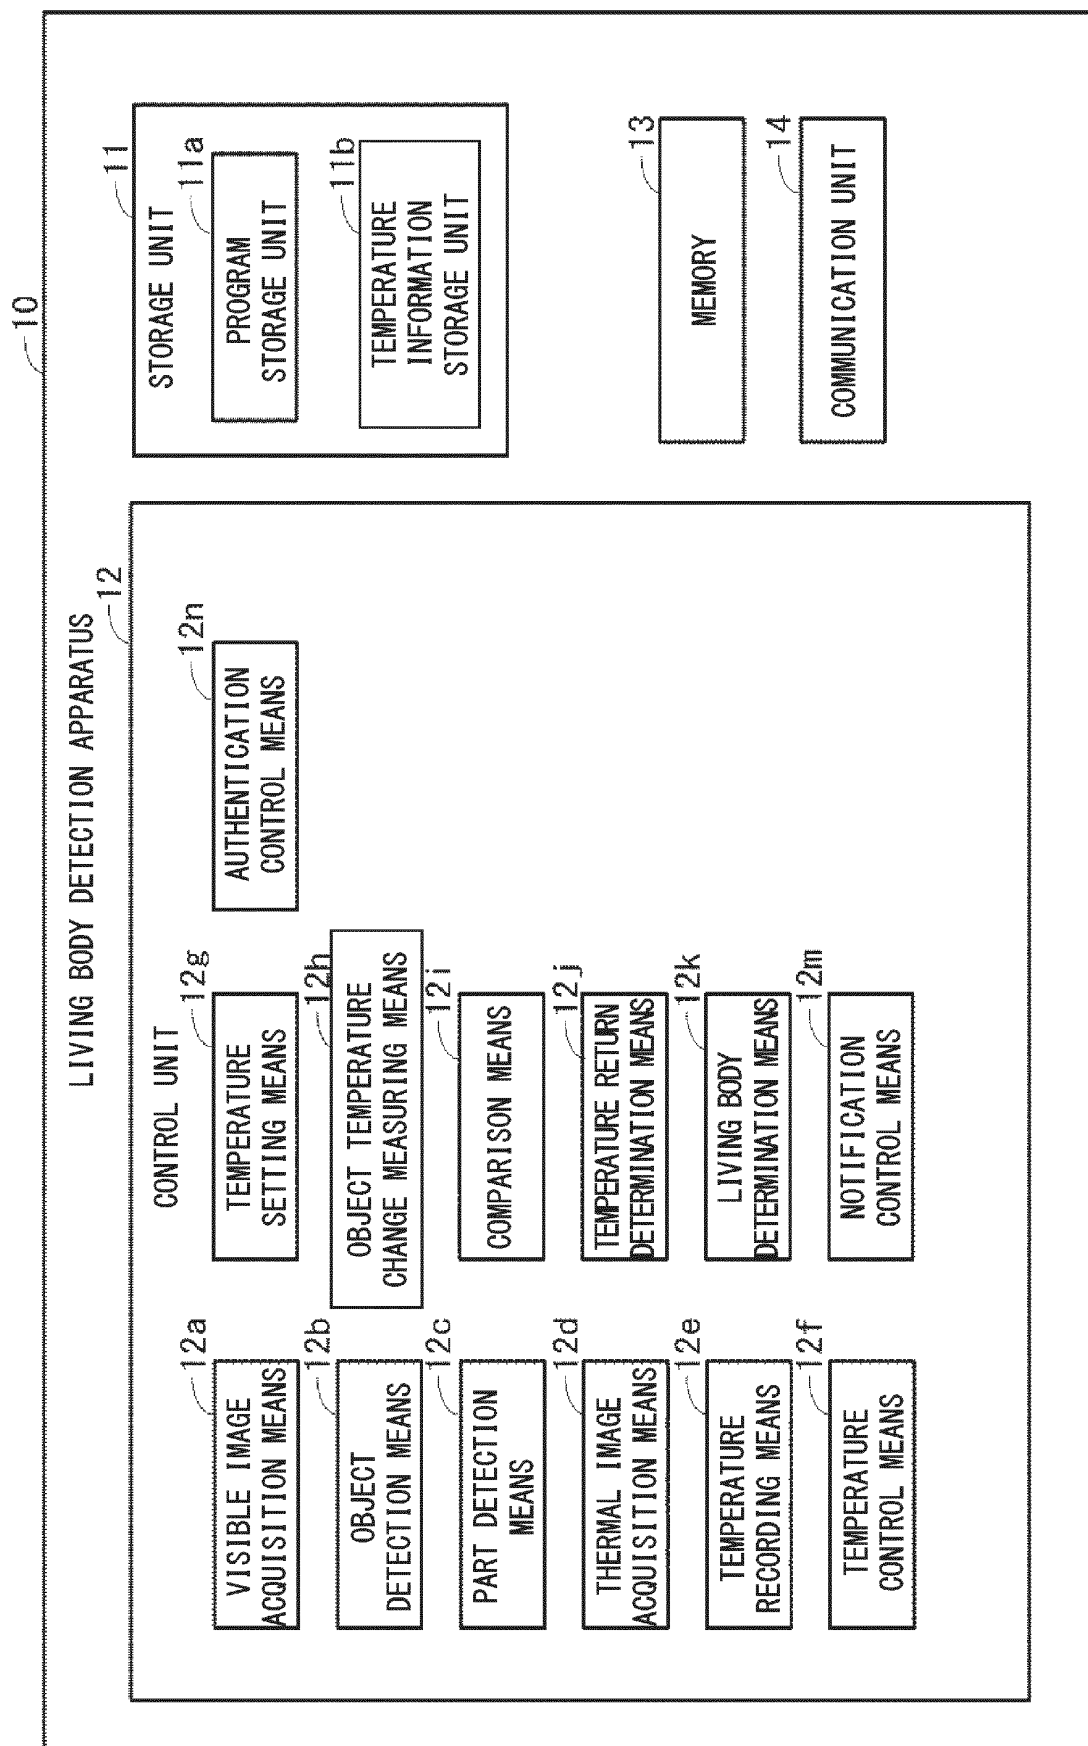 10
LIVING BODY DETECTION APPARATUS
12
CONTROL UNIT
12a
VISIBLE IMAGE
ACQUISITION MEANS
12b
OBJECT
DETECTION MEANS
12c
PART DETECTION
MEANS
12d
THERMAL IMAGE
ACQUISITION MEANS
12e
TEMPERATURE
RECORDING MEANS
12f
TEMPERATURE
CONTROL MEANS
12g
TEMPERATURE
SETTING MEANS
12h
OBJECT TEMPERATURE
CHANGE MEASURING MEANS
12i
COMPARISON MEANS
12j
TEMPERATURE RETURN
DETERMINATION MEANS
12k
LIVING BODY
DETERMINATION MEANS
12m
NOTIFICATION
CONTROL MEANS
12n
AUTHENTICATION
CONTROL MEANS
11
STORAGE UNIT
11a
PROGRAM
STORAGE UNIT
11b
TEMPERATURE
INFORMATION
STORAGE UNIT
13
MEMORY
14
COMMUNICATION UNIT